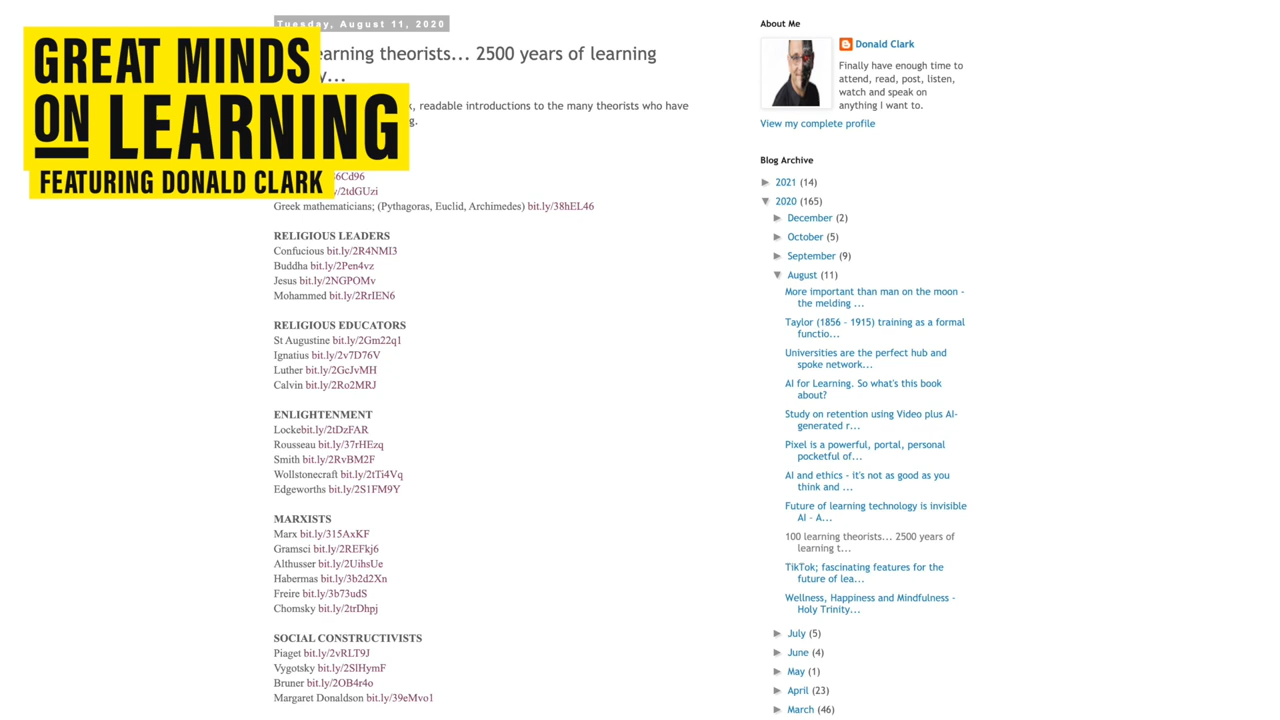 GREAT MINDS
ON LEARNING
FEATURING DONALD CLARK
Tuesday, August 11, 2020
learning theorists... 2500 years of learning
readable introductions to the many theorists who have
Greek mathematicians; (Pythagoras, Euclid, Archimedes) bit.ly/38hEL46
RELIGIOUS LEADERS
Confucious bit.ly/2R4NMI3
Buddha bit.ly/2Pen4vz
Jesus bit.ly/2NGPOMv
Mohammed bit.ly/2RrIEN6
RELIGIOUS EDUCATORS
St Augustine bit.ly/2Gm22q1
Ignatius bit.ly/2v7D76V
Luther bit.ly/2GcJvMH
Calvin bit.ly/2Ro2MRJ
ENLIGHTENMENT
Lockebit.ly/2tDzFAR
Rousseau bit.ly/37rHEzq
Smith bit.ly/2RvBM2F
Wollstonecraft bit.ly/2tTi4Vq
Edgeworths bit.ly/2S1FM9Y
MARXISTS
Marx bit.ly/315AxKF
Gramsci bit.ly/2REFkj6
Althusser bit.ly/2UihsUe
Habermas bit.ly/3b2d2Xn
Freire bit.ly/3b73udS
Chomsky bit.ly/2trDhpj
SOCIAL CONSTRUCTIVISTS
Piaget bit.ly/2vRLT9J
Vygotsky bit.ly/2SlHymF
Bruner bit.ly/2OB4r4o
Margaret Donaldson bit.ly/39eMvo1
About Me
Donald Clark
Finally have enough time to
attend, read, post, listen,
watch and speak on
anything I want to.
View my complete profile
Blog Archive
► 2021 (14)
▼ 2020 (165)
► December (2)
► October (5)
► September (9)
▼ August (11)
More important than man on the moon -
the melding ...
Taylor (1856 - 1915) training as a formal
functio...
Universities are the perfect hub and
spoke network...
AI for Learning. So what's this book
about?
Study on retention using Video plus AI-
generated r...
Pixel is a powerful, portal, personal
pocketful of...
AI and ethics - it's not as good as you
think and ...
Future of learning technology is invisible
AI - A...
100 learning theorists... 2500 years of
learning t...
TikTok; fascinating features for the
future of lea...
Wellness, Happiness and Mindfulness -
Holy Trinity...
► July (5)
► June (4)
► May (1)
► April (23)
► March (46)